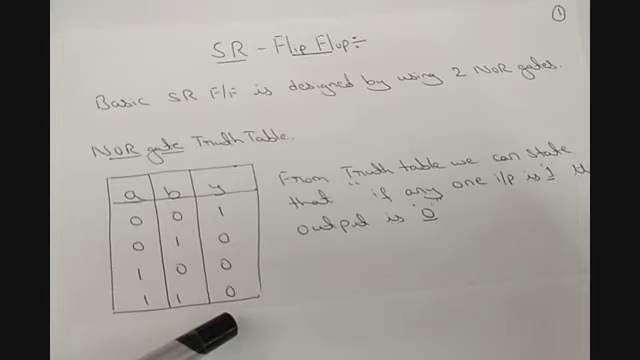 ①
SR - Flip Flop:-
Basic SR F/F is designed by using 2 NOR gates.
NOR gate Truth Table.
a b y
0 0 1
0 1 0
1 0 0
1 1 0
From Truth table we can state
that " if any one i/p is 1
output is '0'